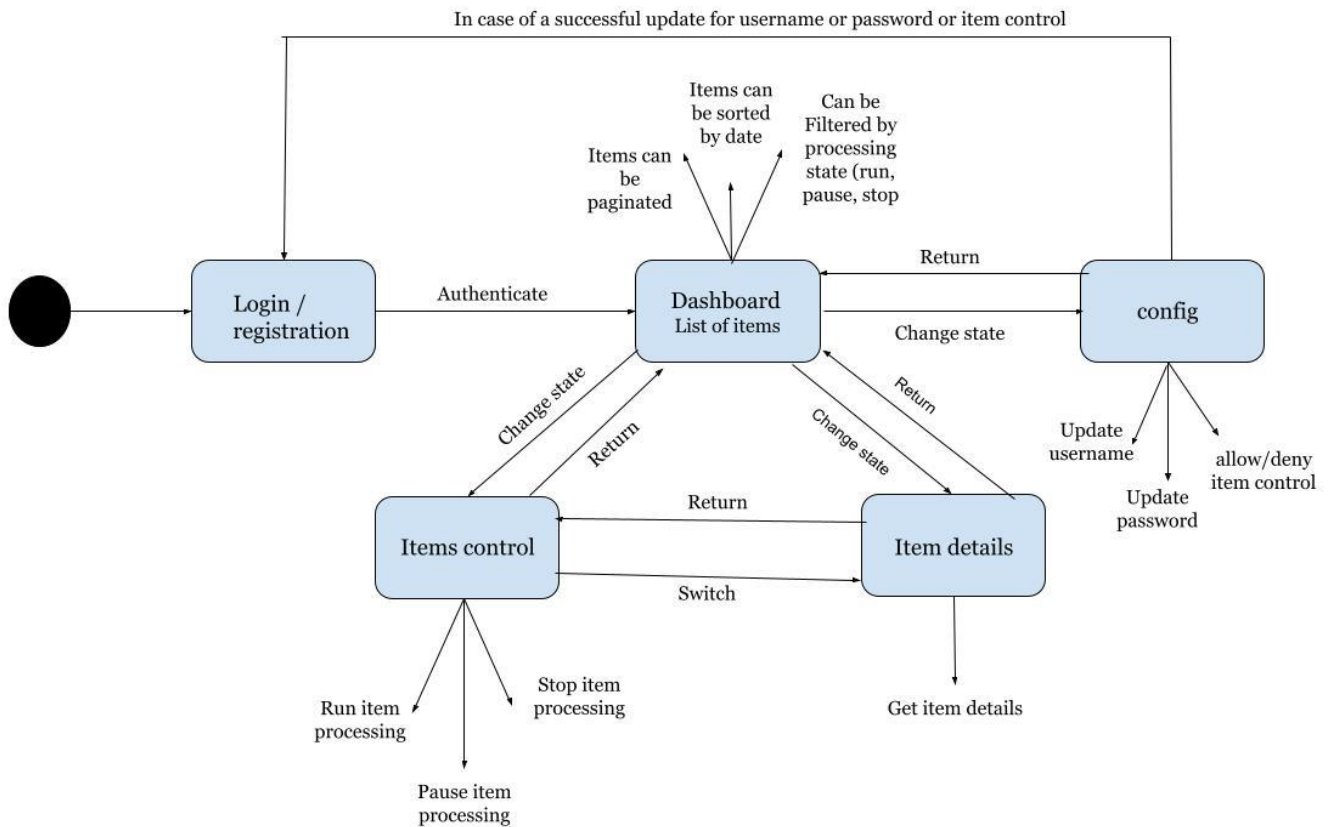 In case of a successful update for username or password or item control
Items can
be sorted
by date
Can be
Filtered by
processing
state (run,
pause, stop
Items can
be
paginated
Login /
registration
Authenticate
Dashboard
List of items
Return
Change state
config
Change state
Return
Change state
Return
Update
username
Update
password
allow/deny
item control
Items control
Return
Switch
Item details
Run item
processing
Pause item
processing
Stop item
processing
Get item details